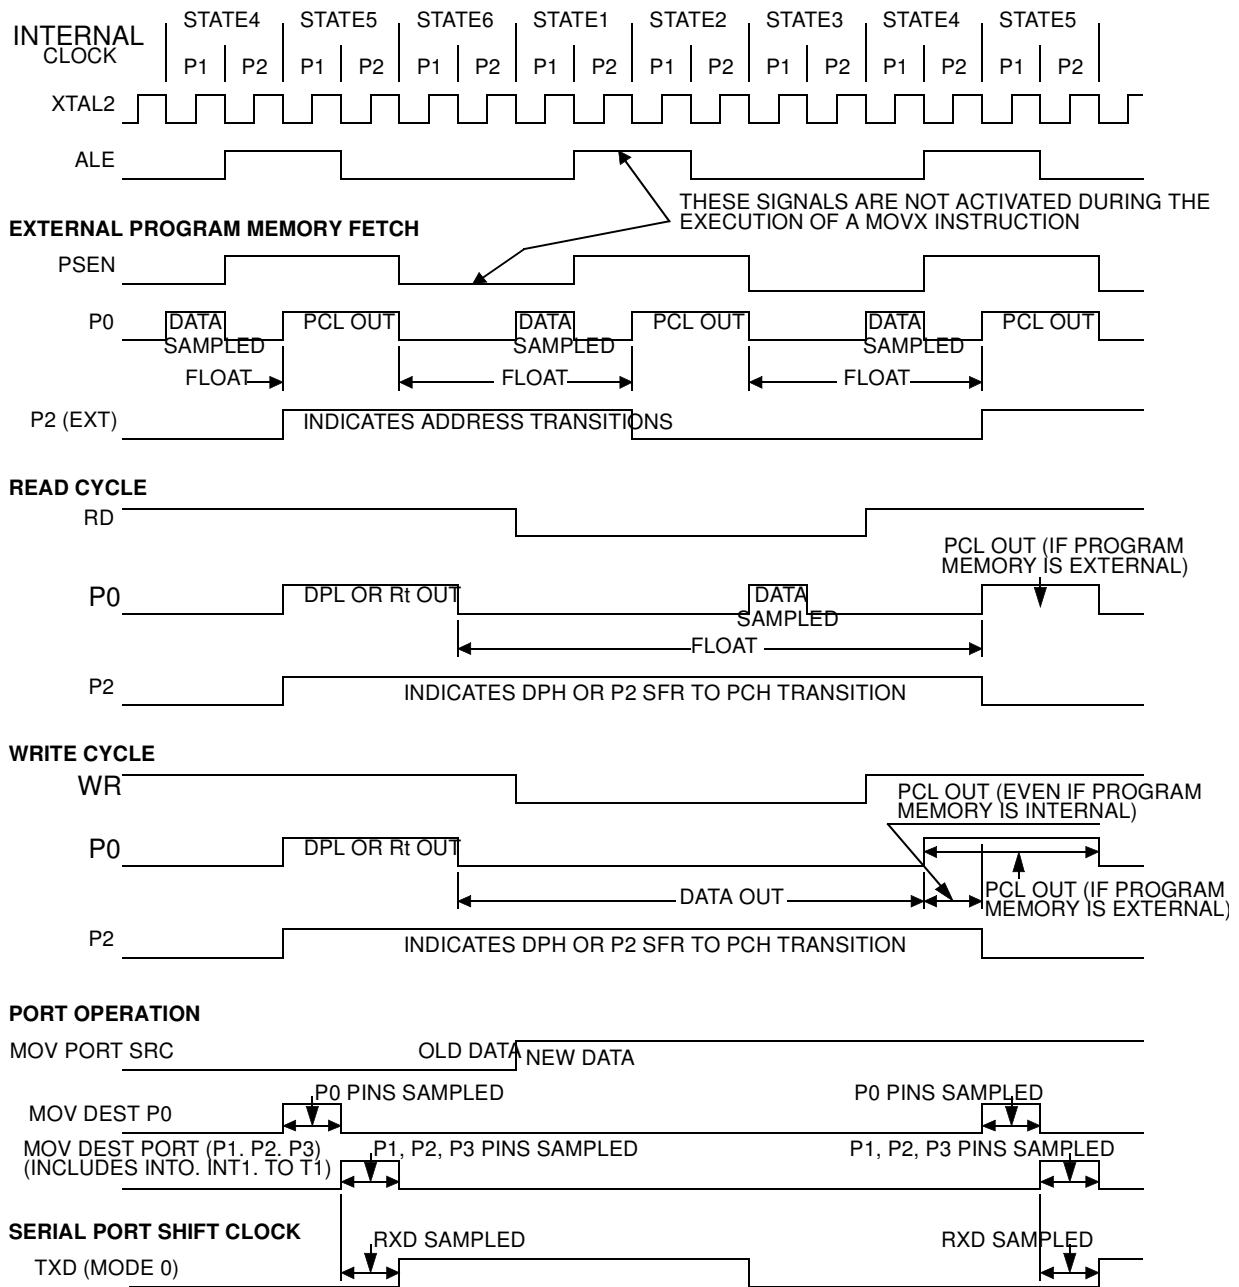 INTERNAL
CLOCK
STATE4 STATE5 STATE6 STATE1 STATE2 STATE3 STATE4 STATE5
P1 P2 P1 P2 P1 P2 P1 P2 P1 P2 P1 P2 P1 P2 P1 P2
XTAL2
ALE
THESE SIGNALS ARE NOT ACTIVATED DURING THE
EXECUTION OF A MOVX INSTRUCTION
EXTERNAL PROGRAM MEMORY FETCH
PSEN
P0
DATA SAMPLED
PCL OUT
DATA SAMPLED
PCL OUT
DATA SAMPLED
PCL OUT
FLOAT FLOAT FLOAT
P2 (EXT)
INDICATES ADDRESS TRANSITIONS
READ CYCLE
RD
PCL OUT (IF PROGRAM
MEMORY IS EXTERNAL)
P0
DPL OR Rt OUT
DATA
SAMPLED
FLOAT
P2
INDICATES DPH OR P2 SFR TO PCH TRANSITION
WRITE CYCLE
WR
PCL OUT (EVEN IF PROGRAM
MEMORY IS INTERNAL)
P0
DPL OR Rt OUT
DATA OUT
PCL OUT (IF PROGRAM
MEMORY IS EXTERNAL)
P2
INDICATES DPH OR P2 SFR TO PCH TRANSITION
PORT OPERATION
MOV PORT SRC
OLD DATA
NEW DATA
P0 PINS SAMPLED
P0 PINS SAMPLED
MOV DEST P0
MOV DEST PORT (P1. P2. P3)
(INCLUDES INTO. INT1. TO T1)
P1, P2, P3 PINS SAMPLED
P1, P2, P3 PINS SAMPLED
SERIAL PORT SHIFT CLOCK
RXD SAMPLED
RXD SAMPLED
TXD (MODE 0)